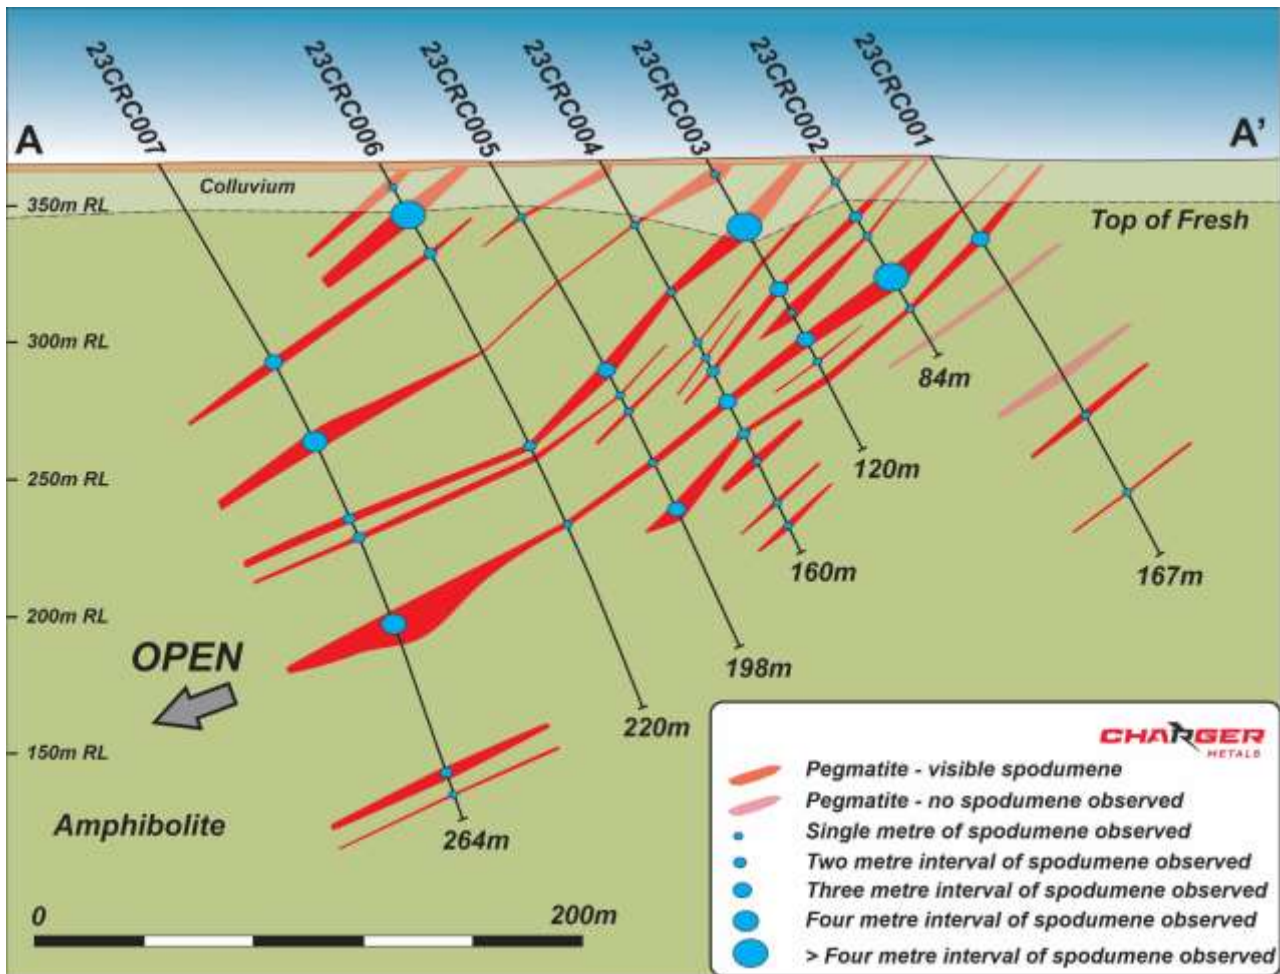 23CRC007
23CRC006
23CRC005
23CRC004
23CRC003
23CRC002
23CRC001
A
A'
Colluvium
350m RL
Top of Fresh
300m RL
84m
120m
250m RL
160m
167m
200m RL
OPEN
198m
220m
150m RL
Amphibolite
264m
0
200m
CHARGER
METALS
Pegmatite - visible spodumene
Pegmatite - no spodumene observed
Single metre of spodumene observed
Two metre interval of spodumene observed
Three metre interval of spodumene observed
Four metre interval of spodumene observed
> Four metre interval of spodumene observed